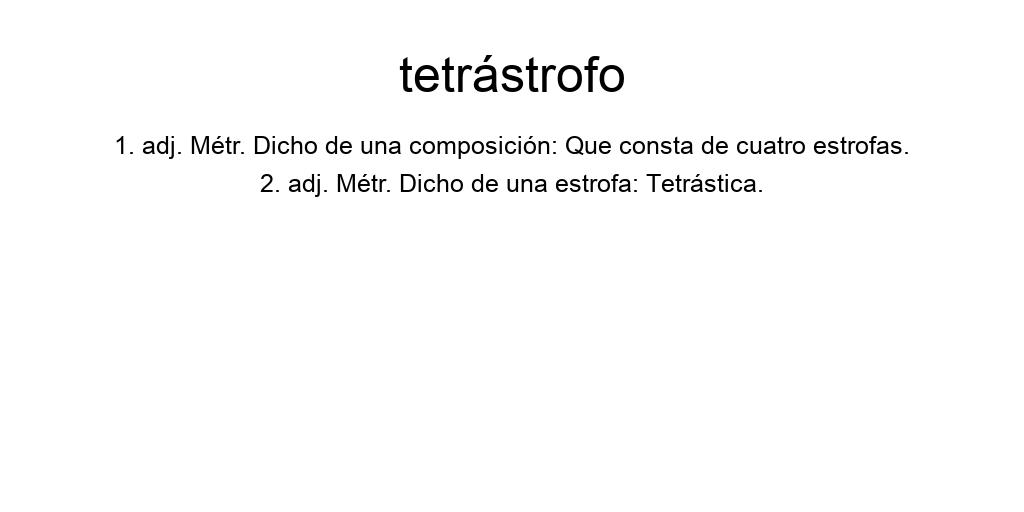 tetrástrofo
1. adj. Métr. Dicho de una composición: Que consta de cuatro estrofas.
2. adj. Métr. Dicho de una estrofa: Tetrástica.